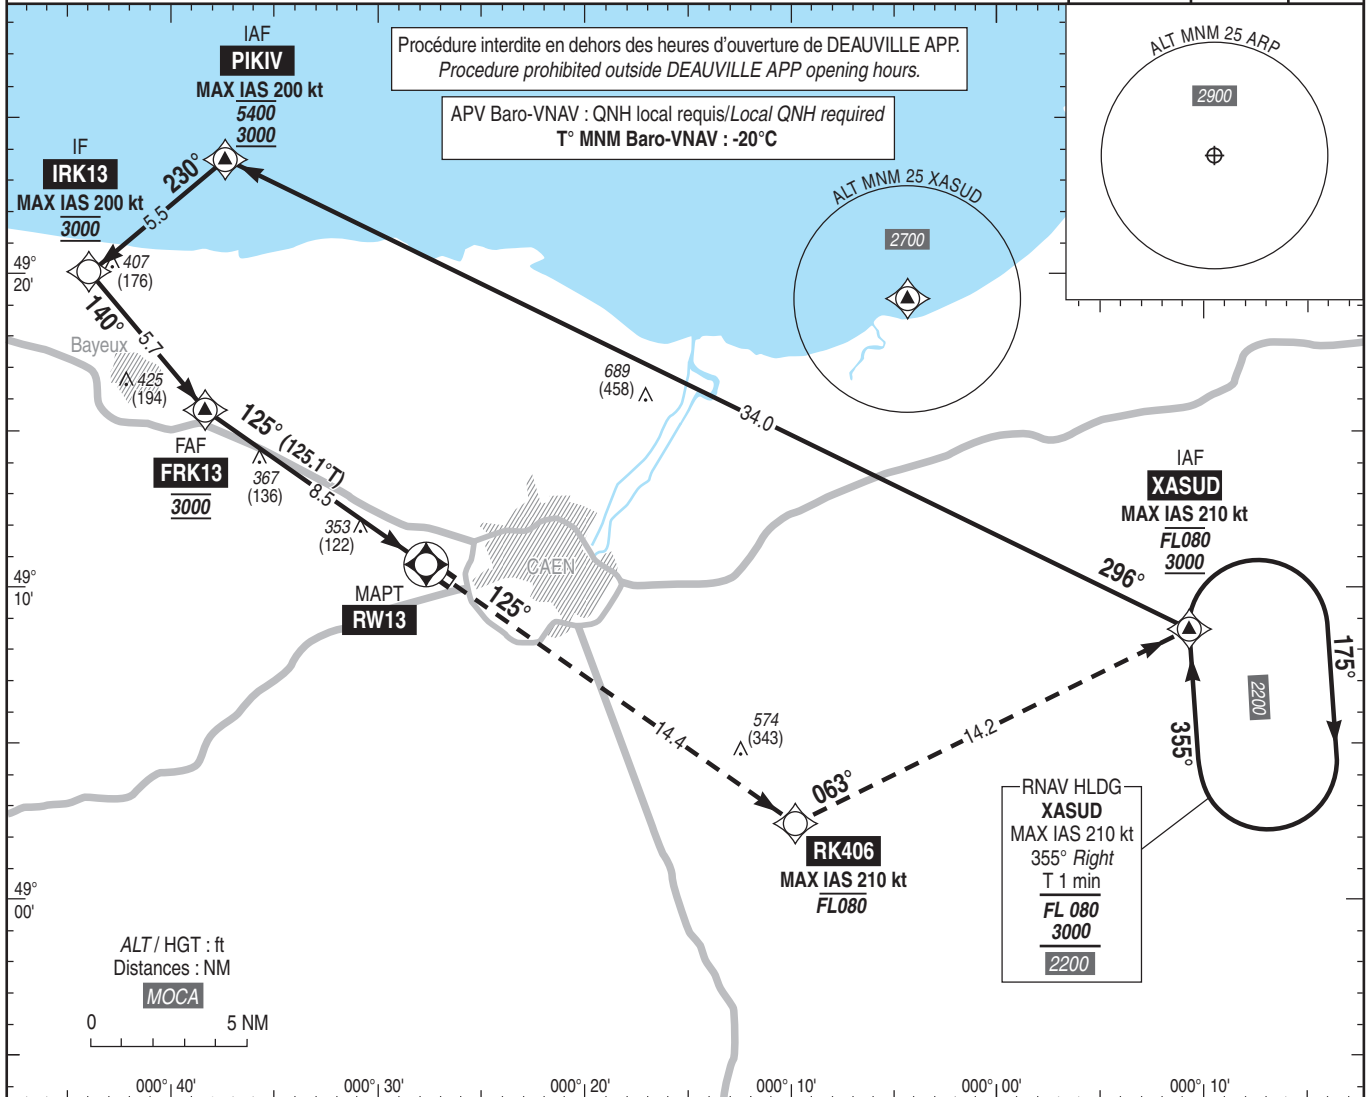 IAF
PIKIV
MAX IAS 200 kt
5400
3000
Procédure interdite en dehors des heures d'ouverture de DEAUVILLE APP.
Procedure prohibited outside DEAUVILLE APP opening hours.
APV Baro-VNAV : QNH local requis/Local QNH required
T° MNM Baro-VNAV : -20°C
ALT MNM 25 ARP
2900
IF
IRK13
MAX IAS 200 kt
3000
230°
5.5
ALT MNM 25 XASUD
2700
49°
20'
407
(176)
140°
5.7
Bayeux
425
(194)
689
(458)
34.0
FAF
FRK13
3000
125° (125.1°T)
8.5
367
(136)
353
(122)
IAF
XASUD
MAX IAS 210 kt
FL080
3000
296°
CAEN
49°
10'
MAPT
RW13
125°
175°
2200
355°
14.4
574
(343)
14.2
063°
RNAV HLDG
XASUD
MAX IAS 210 kt
355° Right
T 1 min
FL 080
3000
2200
RK406
MAX IAS 210 kt
FL080
49°
00'
ALT / HGT : ft
Distances : NM
MOCA
0 5 NM
000° 40' 000° 30' 000° 20' 000° 10' 000° 00' 000° 10'